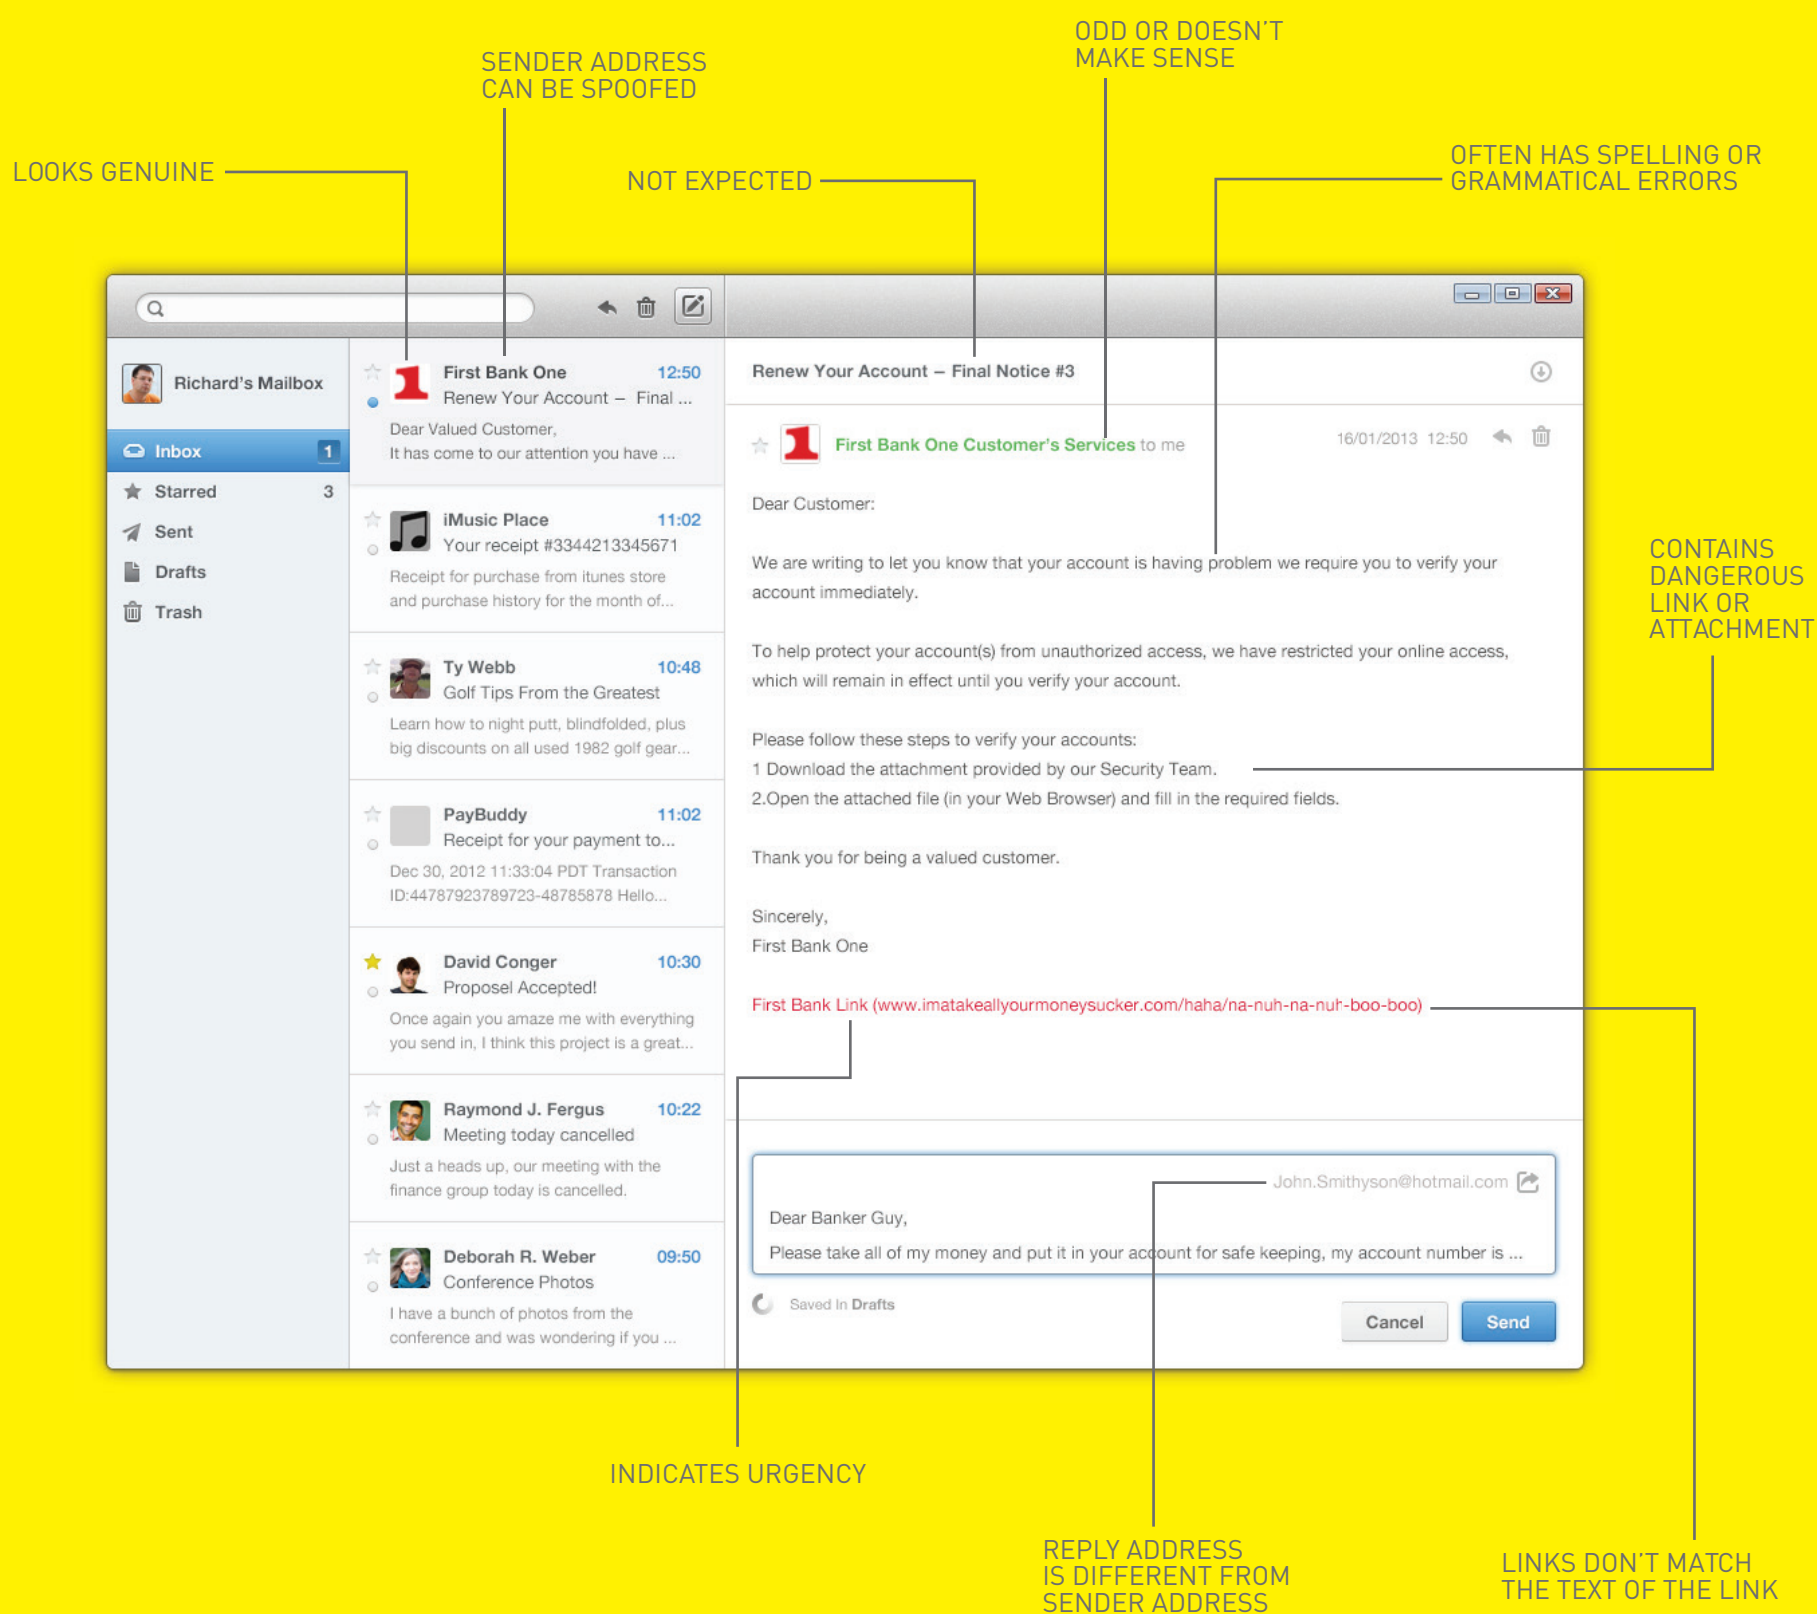 ODD OR DOESN'T
MAKE SENSE
SENDER ADDRESS
CAN BE SPOOFED
LOOKS GENUINE
NOT EXPECTED
OFTEN HAS SPELLING OR
GRAMMATICAL ERRORS
Richard's Mailbox
Inbox 1
Starred 3
Sent
Drafts
Trash
1
First Bank One 12:50
Renew Your Account – Final ...
Dear Valued Customer,
It has come to our attention you have ...
iMusic Place 11:02
Your receipt #3344213345671
Receipt for purchase from itunes store
and purchase history for the month of...
Ty Webb 10:48
Golf Tips From the Greatest
Learn how to night putt, blindfolded, plus
big discounts on all used 1982 golf gear...
PayBuddy 11:02
Receipt for your payment to...
Dec 30, 2012 11:33:04 PDT Transaction
ID:44787923789723-48785878 Hello...
David Conger 10:30
Proposel Accepted!
Once again you amaze me with everything
you send in, I think this project is a great...
Raymond J. Fergus 10:22
Meeting today cancelled
Just a heads up, our meeting with the
finance group today is cancelled.
Deborah R. Weber 09:50
Conference Photos
I have a bunch of photos from the
conference and was wondering if you ...
Renew Your Account – Final Notice #3
1
First Bank One Customer's Services to me 16/01/2013 12:50
Dear Customer:
We are writing to let you know that your account is having problem we require you to verify your
account immediately.
To help protect your account(s) from unauthorized access, we have restricted your online access,
which will remain in effect until you verify your account.
Please follow these steps to verify your accounts:
1 Download the attachment provided by our Security Team.
2.Open the attached file (in your Web Browser) and fill in the required fields.
Thank you for being a valued customer.
Sincerely,
First Bank One
First Bank Link (www.imatakeallyourmoneysucker.com/haha/na-nuh-na-nuh-boo-boo)
John.Smithyson@hotmail.com
Dear Banker Guy,
Please take all of my money and put it in your account for safe keeping, my account number is ...
Saved In Drafts
Cancel
Send
CONTAINS
DANGEROUS
LINK OR
ATTACHMENT
INDICATES URGENCY
REPLY ADDRESS
IS DIFFERENT FROM
SENDER ADDRESS
LINKS DON'T MATCH
THE TEXT OF THE LINK